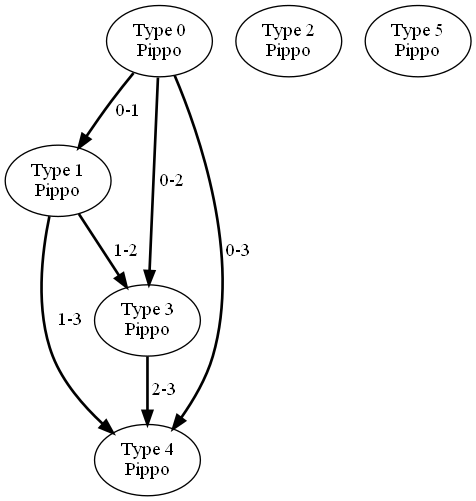 Type 0
Pippo
Type 2
Pippo
Type 5
Pippo
0-1
Type 1
Pippo
0-2
1-2
0-3
Type 3
Pippo
1-3
2-3
Type 4
Pippo